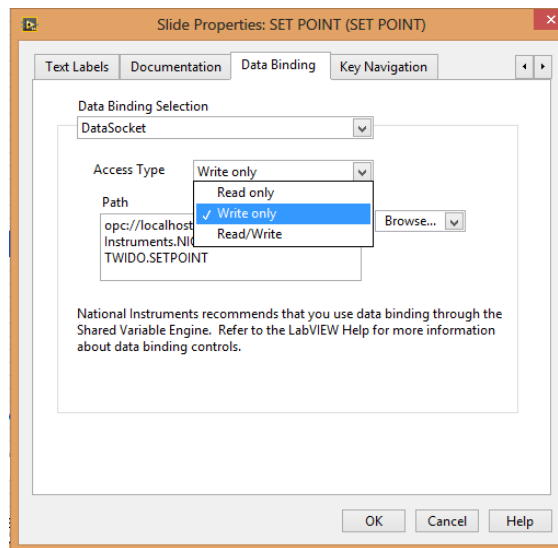 Slide Properties: SET POINT (SET POINT)
Text Labels Documentation Data Binding Key Navigation
Data Binding Selection
DataSocket
Access Type Write only
Read only
✓ Write only
Read/Write
Path
opc://localhost
Instruments.NIO
TWIDO.SETPOINT
Browse...
National Instruments recommends that you use data binding through the
Shared Variable Engine. Refer to the LabVIEW Help for more information
about data binding controls.
OK Cancel Help